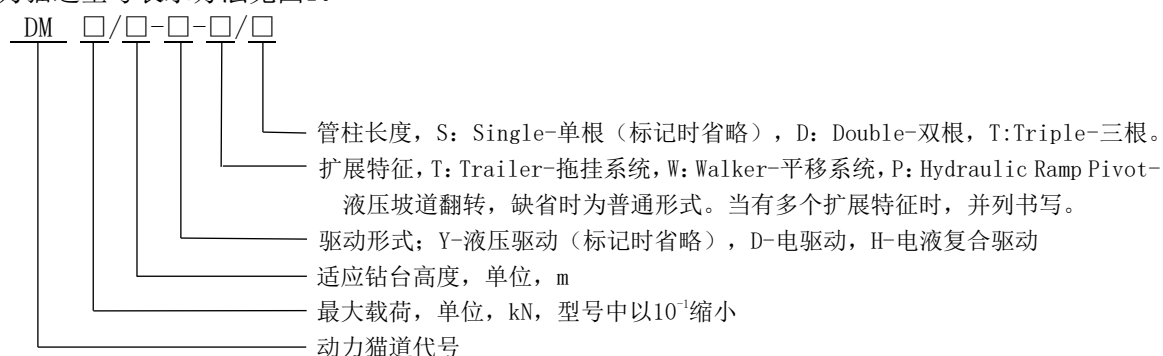 DM □/□-□-□/□
管柱长度，S：Single-单根（标记时省略），D：Double-双根，T:Triple-三根。
扩展特征，T：Trailer-拖挂系统，W：Walker-平移系统，P：Hydraulic Ramp Pivot-
液压坡道翻转，缺省时为普通形式。当有多个扩展特征时，并列书写。
驱动形式；Y-液压驱动（标记时省略），D-电驱动，H-电液复合驱动
适应钻台高度，单位，m
最大载荷，单位，kN，型号中以10⁻¹缩小
动力猫道代号